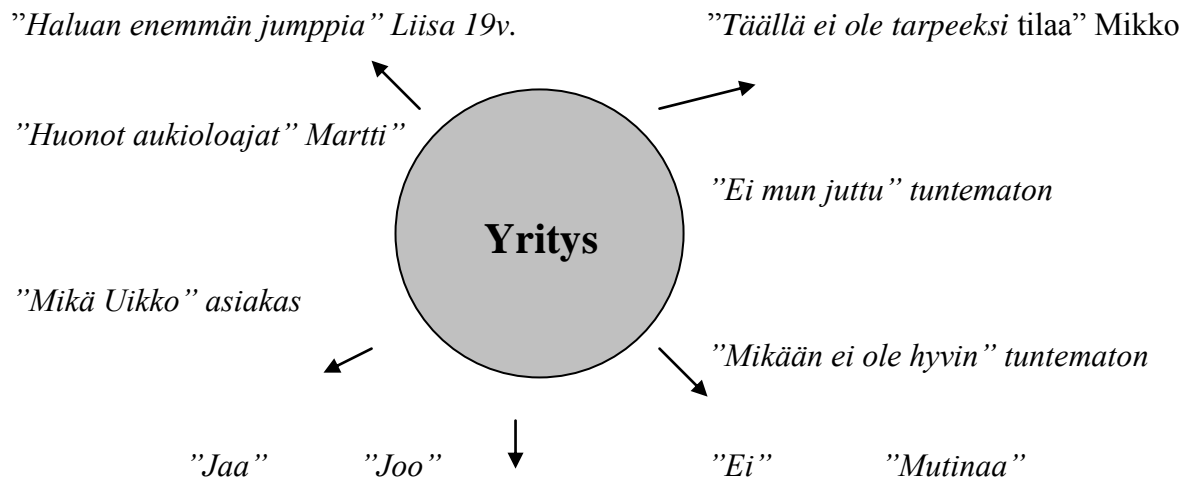 ”Haluan enemmän jumppia” Liisa 19v. ”Täällä ei ole tarpeeksi tilaa” Mikko
”Huonot aukioloajat” Martti”
”Ei mun juttu” tuntematon
Yritys
”Mikä Uikko” asiakas
”Mikään ei ole hyvin” tuntematon
”Jaa” ”Joo” ”Ei” ”Mutinaa”